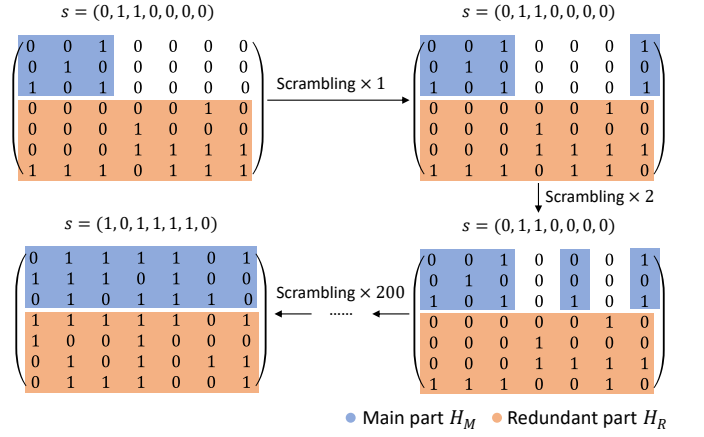 s = (0, 1, 1, 0, 0, 0, 0)
0 0 1 0 0 0 0
0 1 0 0 0 0 0
1 0 1 0 0 0 0
0 0 0 0 0 1 0
0 0 0 1 0 0 0
0 0 0 1 1 1 1
1 1 1 0 1 1 1
Scrambling × 1
s = (0, 1, 1, 0, 0, 0, 0)
0 0 1 0 0 0 1
0 1 0 0 0 0 0
1 0 1 0 0 0 1
0 0 0 0 0 1 0
0 0 0 1 0 0 0
0 0 0 1 1 1 1
1 1 1 0 1 1 0
Scrambling × 2
s = (0, 1, 1, 0, 0, 0, 0)
0 0 1 0 0 0 1
0 1 0 0 0 0 0
1 0 1 0 1 0 1
0 0 0 0 0 1 0
0 0 0 1 0 0 0
0 0 0 1 1 1 1
1 1 1 0 1 1 0
Scrambling × 200
......
s = (1, 0, 1, 1, 1, 1, 0)
0 1 1 1 1 0 1
1 1 1 0 1 0 0
0 1 0 1 1 1 0
1 1 1 1 1 0 1
1 0 0 1 0 0 0
0 1 0 1 0 1 1
0 1 1 1 0 0 1
Main part H_M
Redundant part H_R